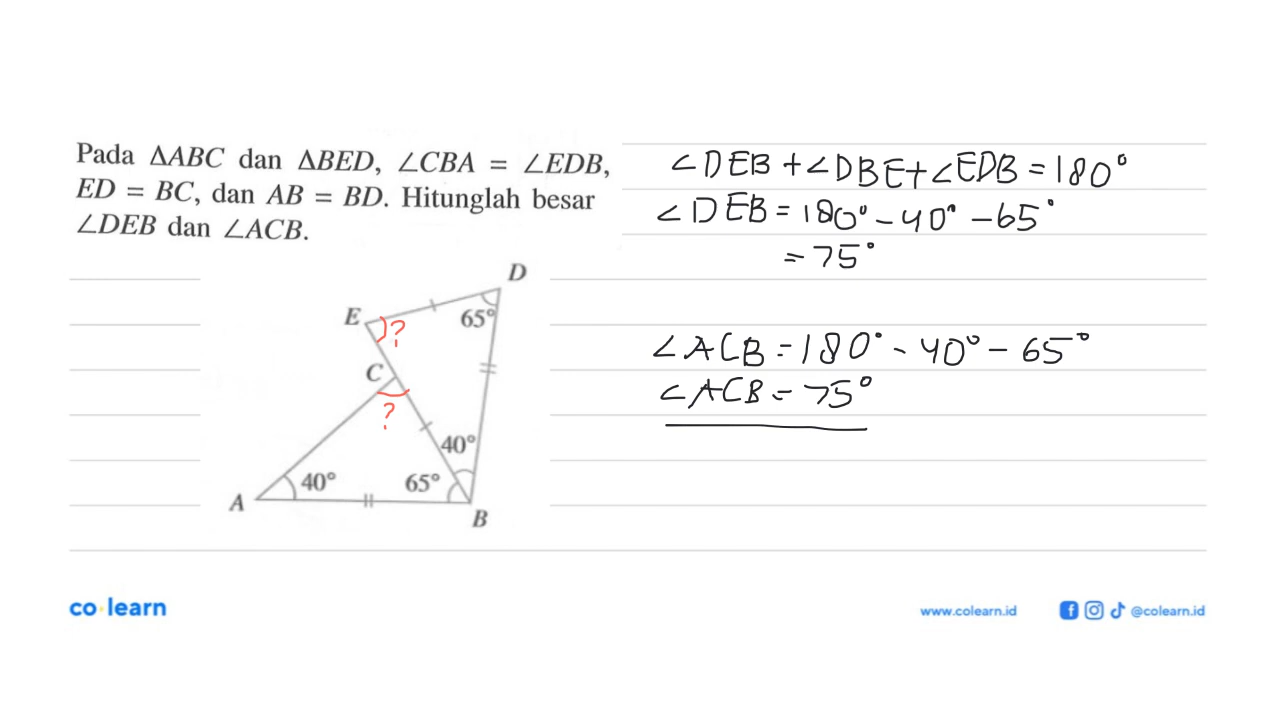 Pada ΔABC dan ΔBED, ∠CBA = ∠EDB,
ED = BC, dan AB = BD. Hitunglah besar
∠DEB dan ∠ACB.
D
E
65°
?
C
?
40°
40°
65°
A
B
∠DEB + ∠DBE + ∠EDB = 180°
∠DEB = 180° - 40° - 65°
= 75°
∠ACB = 180° - 40° - 65°
∠ACB = 75°
co learn
www.colearn.id
@colearn.id